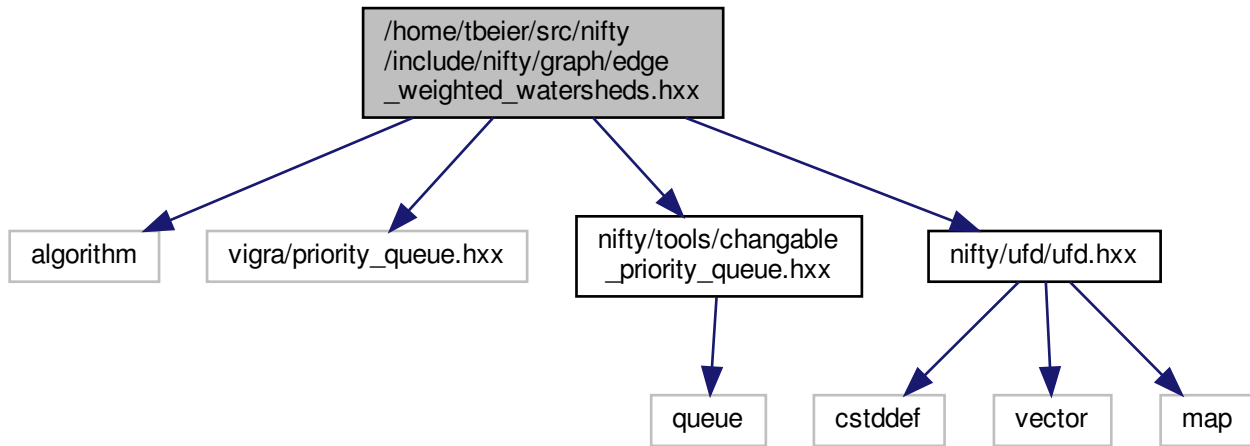 /home/tbeier/src/nifty
/include/nifty/graph/edge
_weighted_watersheds.hxx
algorithm
vigra/priority_queue.hxx
nifty/tools/changable
_priority_queue.hxx
nifty/ufd/ufd.hxx
queue
cstddef
vector
map